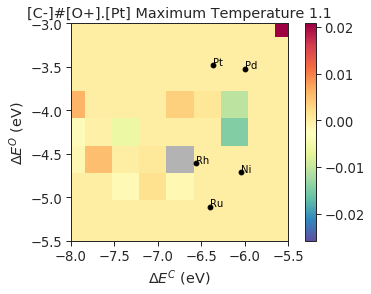 [C-]#[O+].[Pt] Maximum Temperature 1.1
−3.0
−3.5
−4.0
−4.5
−5.0
−5.5
ΔE^O (eV)
Pt
Pd
Rh
Ni
Ru
−8.0 −7.5 −7.0 −6.5 −6.0 −5.5
ΔE^C (eV)
0.02
0.01
0.00
−0.01
−0.02